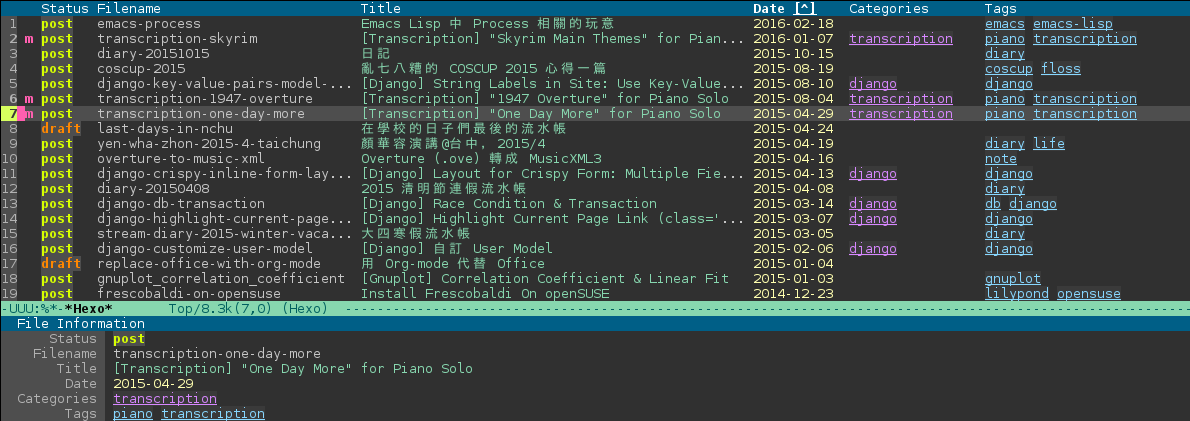 Status Filename Title Date [^] Categories Tags
1 post emacs-process Emacs Lisp 中 Process 相關的玩意 2016-02-18 emacs emacs-lisp
2 m post transcription-skyrim [Transcription] "Skyrim Main Themes" for Pian... 2016-01-07 transcription piano transcription
3 post diary-20151015 日記 2015-10-15 diary
4 post coscup-2015 亂七八糟的 COSCUP 2015 心得一篇 2015-08-19 coscup floss
5 post django-key-value-pairs-model-... [Django] String Labels in Site: Use Key-Value... 2015-08-10 django django
6 m post transcription-1947-overture [Transcription] "1947 Overture" for Piano Solo 2015-08-04 transcription piano transcription
7 m post transcription-one-day-more [Transcription] "One Day More" for Piano Solo 2015-04-29 transcription piano transcription
8 draft last-days-in-nchu 在學校的日子們最後的流水帳 2015-04-24
9 post yen-wha-zhon-2015-4-taichung 顏華容演講@台中, 2015/4 2015-04-19 diary life
10 post overture-to-music-xml Overture (.ove) 轉成 MusicXML3 2015-04-16 note
11 post django-crispy-inline-form-lay... [Django] Layout for Crispy Form: Multiple Fie... 2015-04-13 django django
12 post diary-20150408 2015 清明節連假流水帳 2015-04-08 diary
13 post django-db-transaction [Django] Race Condition & Transaction 2015-03-14 django db django
14 post django-highlight-current-page... [Django] Highlight Current Page Link (class='... 2015-03-07 django django
15 post stream-diary-2015-winter-vaca... 大四寒假流水帳 2015-03-05 diary
16 post django-customize-user-model [Django] 自訂 User Model 2015-02-06 django django
17 draft replace-office-with-org-mode 用 Org-mode 代替 Office 2015-01-04
18 post gnuplot_correlation_coefficient [Gnuplot] Correlation Coefficient & Linear Fit 2015-01-03 gnuplot
19 post frescobaldi-on-opensuse Install Frescobaldi On openSUSE 2014-12-23 lilypond opensuse
-UUU:%*-*Hexo* Top/8.3k(7,0) (Hexo) ----------------------------------------------------------------------------------------------------------
File Information
Status post
Filename transcription-one-day-more
Title [Transcription] "One Day More" for Piano Solo
Date 2015-04-29
Categories transcription
Tags piano transcription